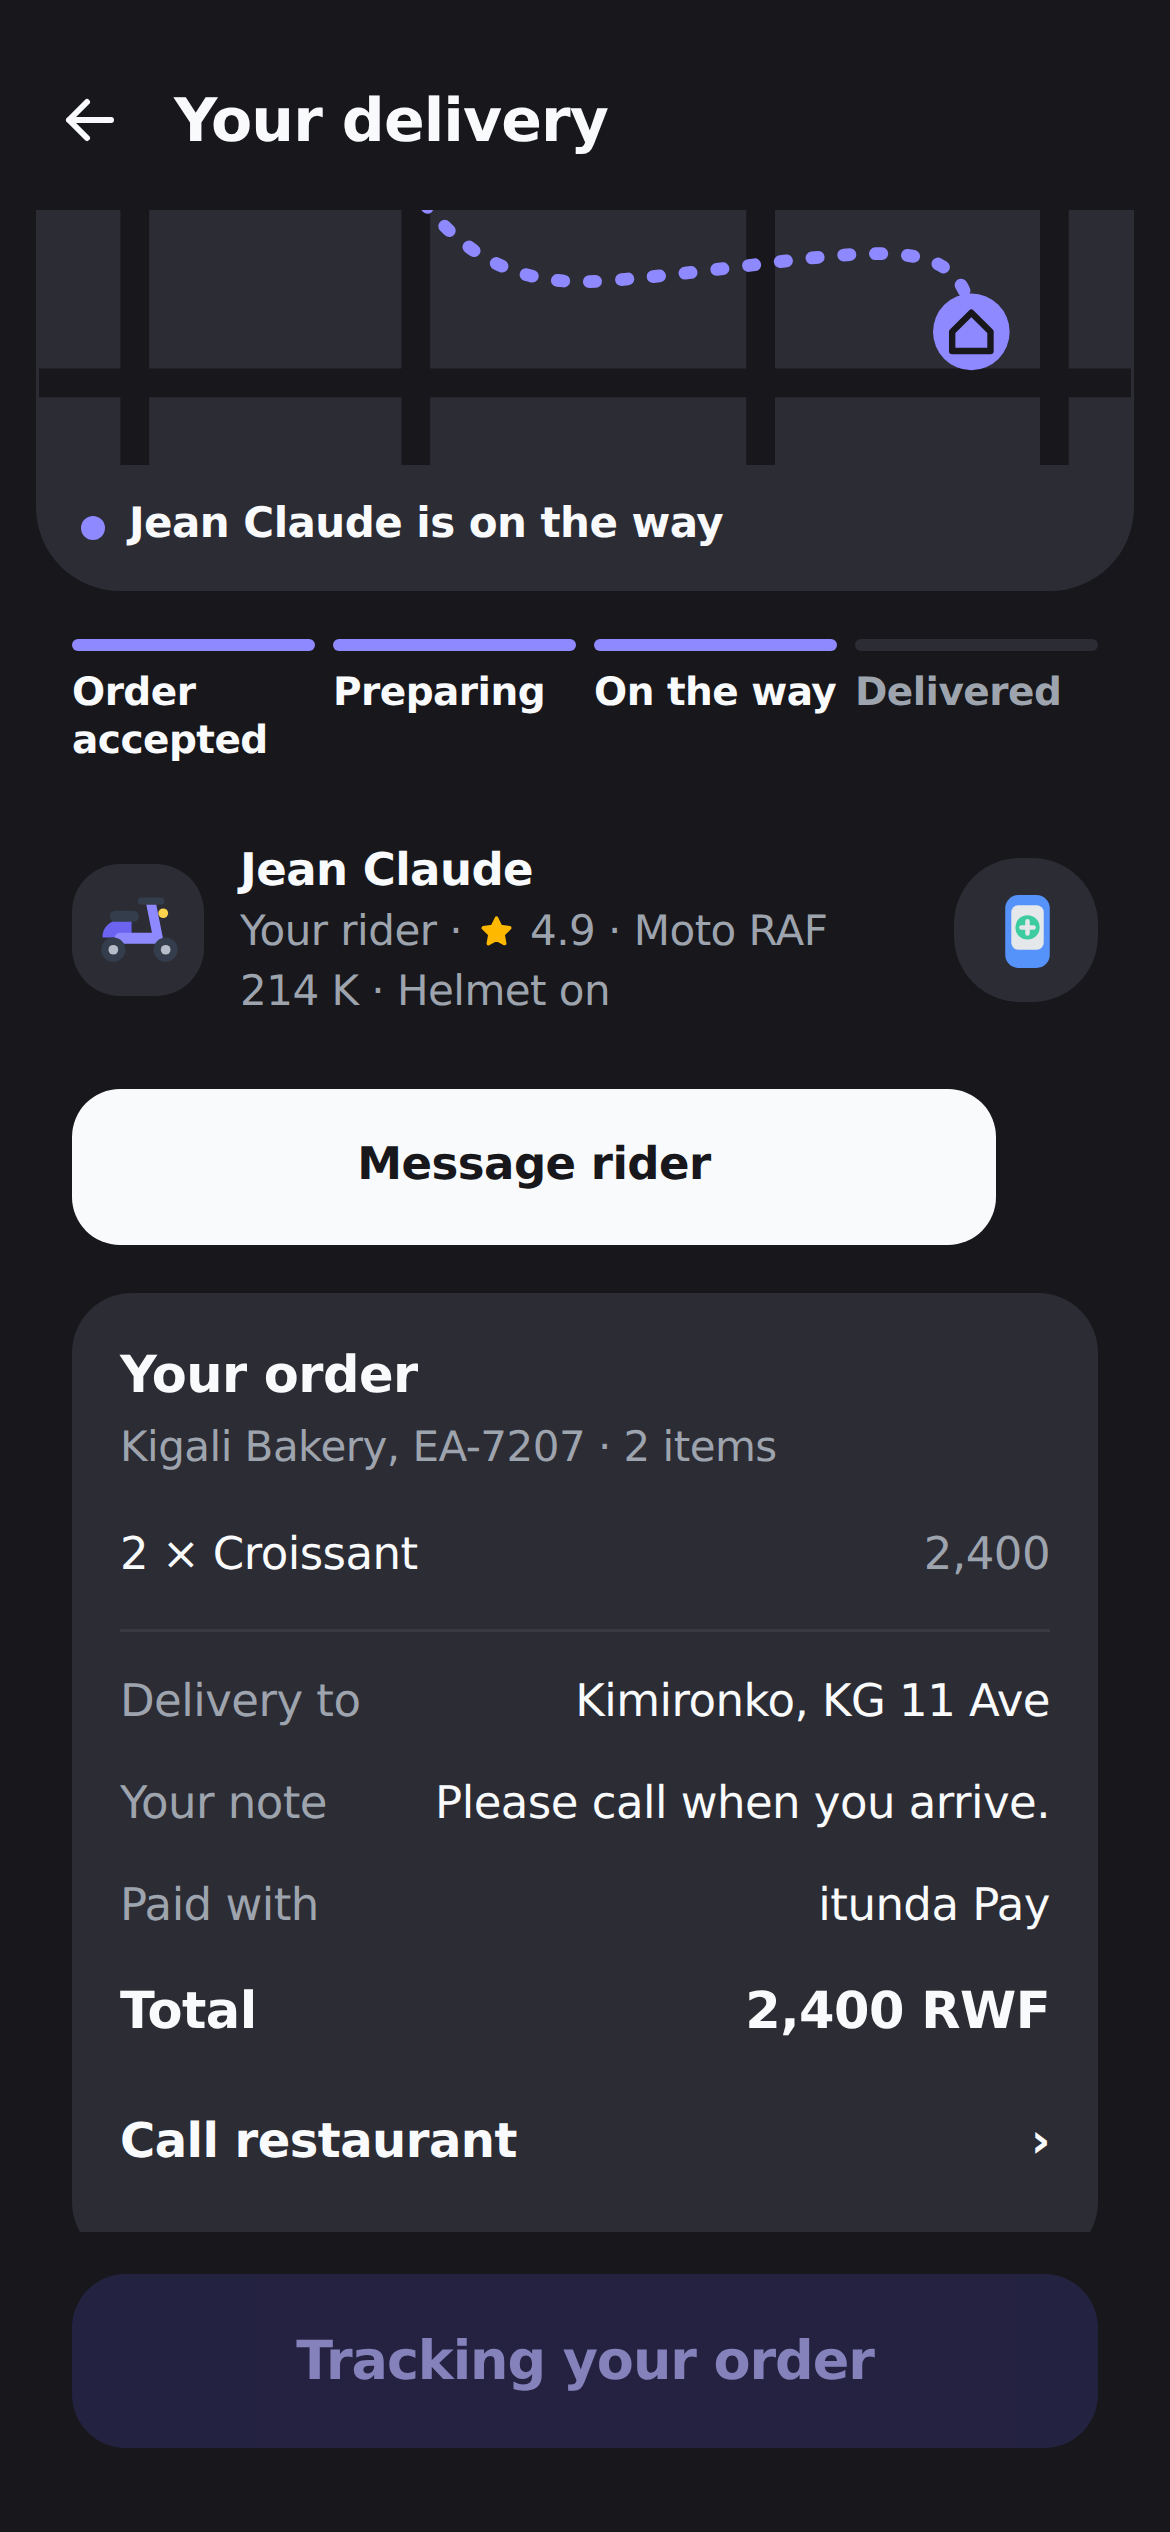 Your delivery
Jean Claude is on the way
Order accepted
Preparing
On the way
Delivered
Jean Claude
Your rider · ⭐ 4.9 · Moto RAF
214 K · Helmet on
Message rider
Your order
Kigali Bakery, EA-7207 · 2 items
2 × Croissant 2,400
Delivery to Kimironko, KG 11 Ave
Your note Please call when you arrive.
Paid with itunda Pay
Total 2,400 RWF
Call restaurant ›
Tracking your order